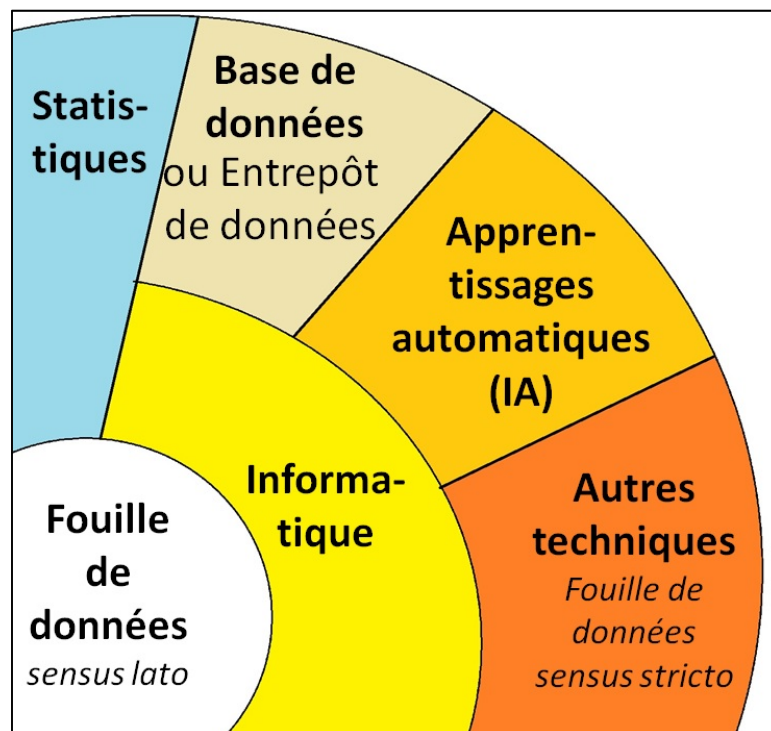 Statis-
tiques
Base de
données
ou Entrepôt
de données
Appren-
tissages
automatiques
(IA)
Informa-
tique
Autres
techniques
Fouille de
données
sensus stricto
Fouille
de
données
sensus lato